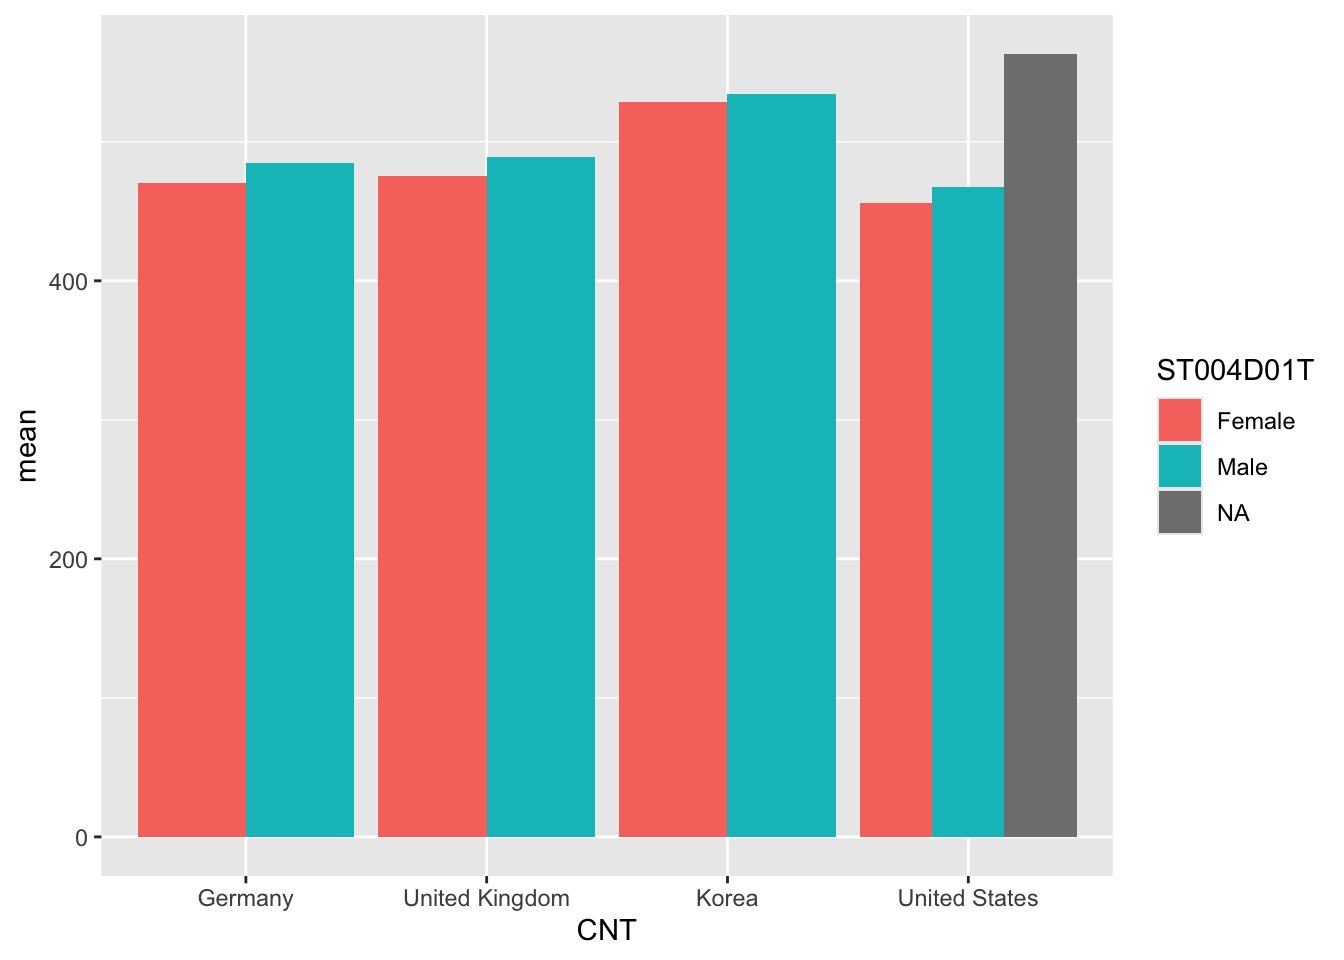 mean
400
200
0
Germany
United Kingdom
Korea
United States
CNT
ST004D01T
Female
Male
NA